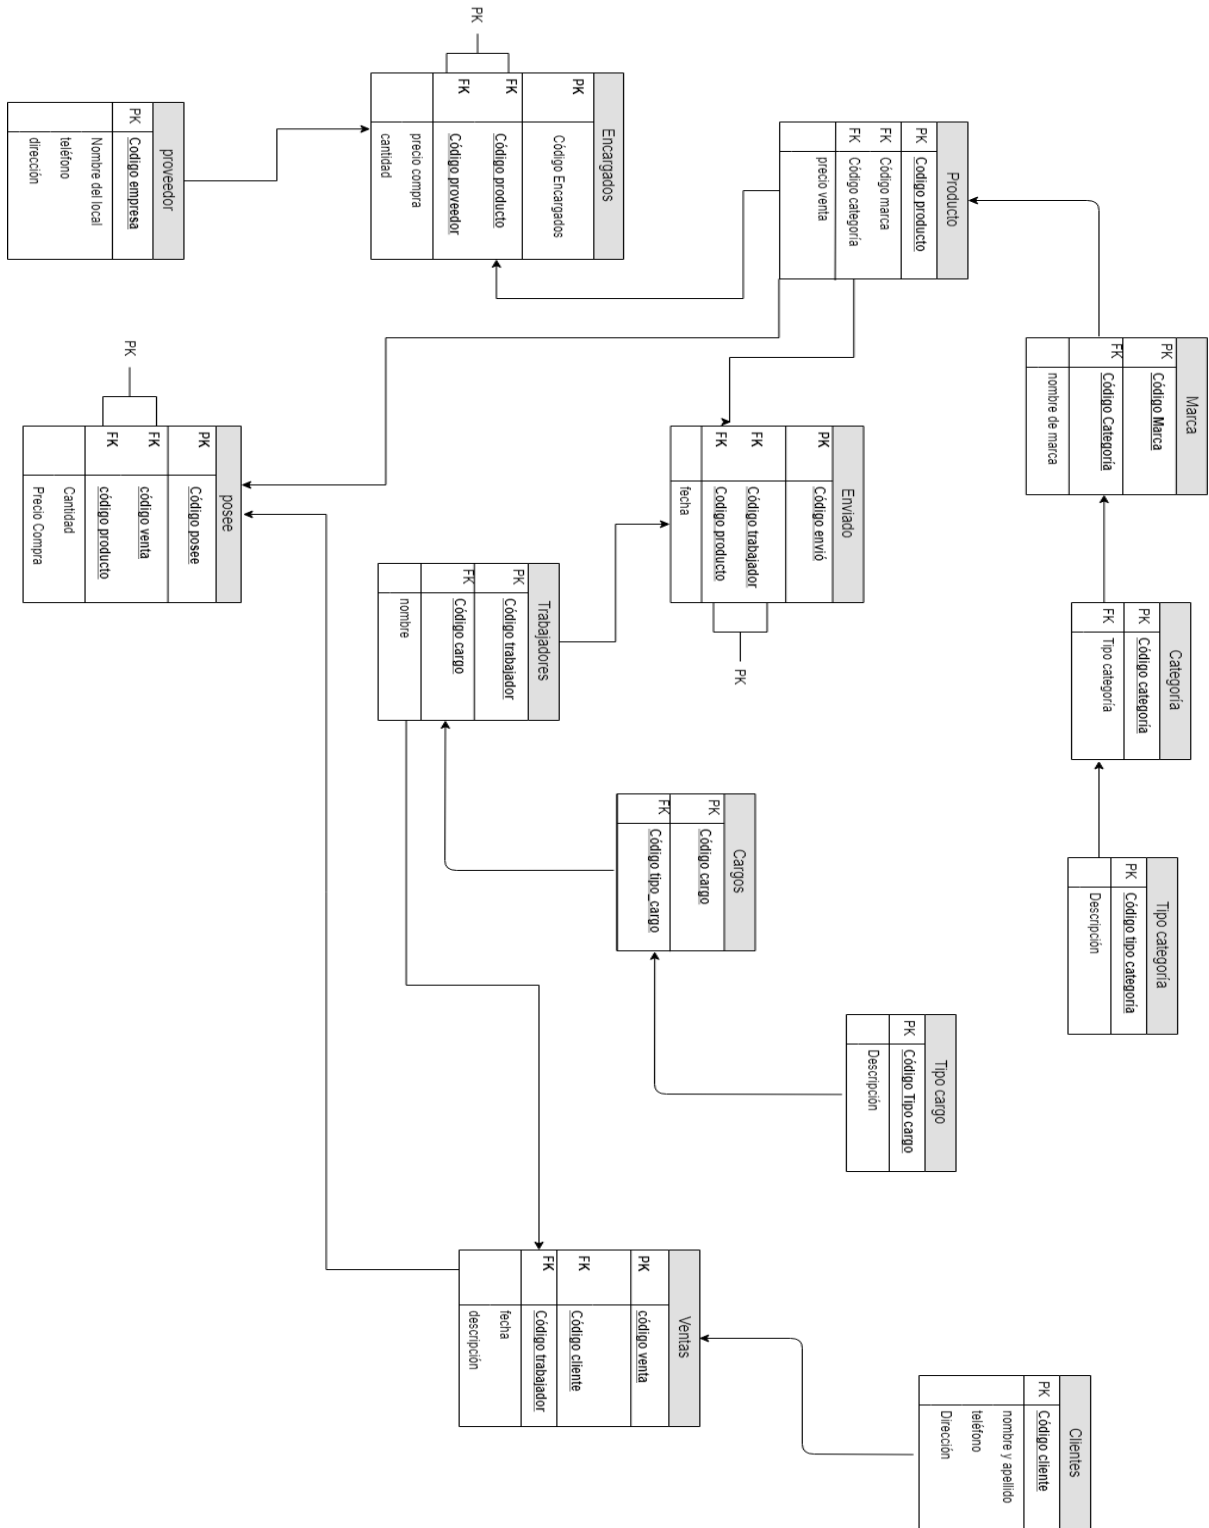 Marca
PK Código Marca
FK Código Categoría
nombre de marca
Categoría
PK Código categoría
FK Tipo categoría
Tipo categoría
PK Código tipo categoría
Descripción
Producto
PK Codigo producto
FK Código marca
FK Código categoría
precio venta
Tipo cargo
PK Código Tipo cargo
Descripción
Clientes
PK Código cliente
nombre y apellido
teléfono
Dirección
Enviado
PK Código envió
FK Código trabajador
FK Codigo producto
fecha
PK
Cargos
PK Código cargo
FK Código tipo_cargo
Encargados
PK Código Encargados
FK Código producto
FK Código proveedor
precio compra
cantidad
PK
Trabajadores
PK Código trabajador
FK Código cargo
nombre
Ventas
PK código venta
FK Código cliente
FK Código trabajador
fecha
descripción
proveedor
PK Codigo empresa
Nombre del local
teléfono
dirección
posee
PK Código posee
FK código venta
FK código producto
Cantidad
Precio Compra
PK